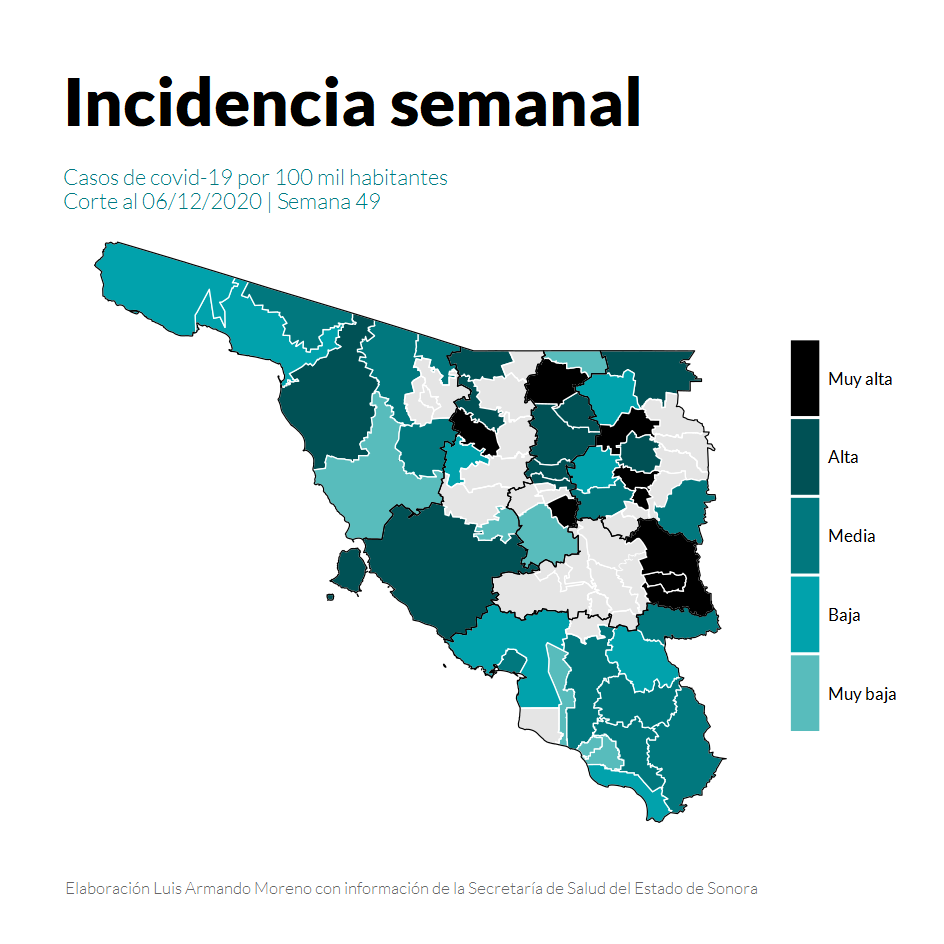 Incidencia semanal
Casos de covid-19 por 100 mil habitantes
Corte al 06/12/2020 | Semana 49
Muy alta
Alta
Media
Baja
Muy baja
Elaboración Luis Armando Moreno con información de la Secretaría de Salud del Estado de Sonora